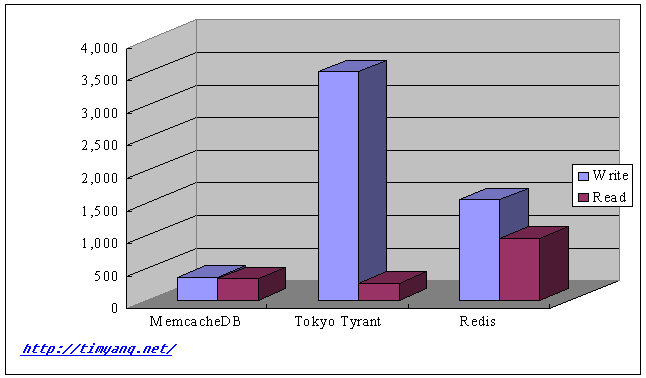 4,000
3,500
3,000
2,500
2,000
1,500
1,000
500
0
Write
Read
MemcacheDB Tokyo Tyrant Redis
http://timyang.net/